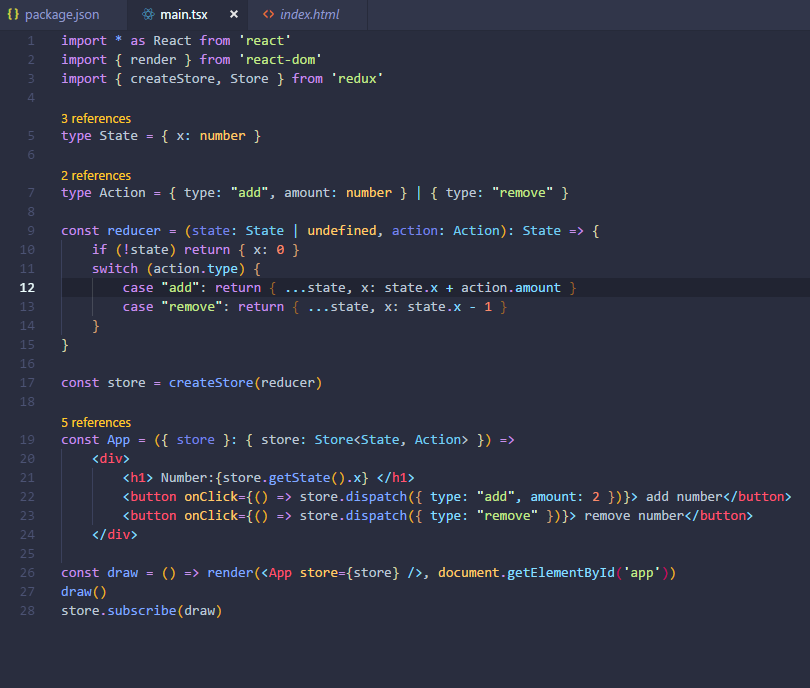 {} package.json main.tsx × <> index.html
1 import * as React from 'react'
2 import { render } from 'react-dom'
3 import { createStore, Store } from 'redux'
4
3 references
5 type State = { x: number }
6
2 references
7 type Action = { type: "add", amount: number } | { type: "remove" }
8
9 const reducer = (state: State | undefined, action: Action): State => {
10     if (!state) return { x: 0 }
11     switch (action.type) {
12         case "add": return { ...state, x: state.x + action.amount }
13         case "remove": return { ...state, x: state.x - 1 }
14     }
15 }
16
17 const store = createStore(reducer)
18
5 references
19 const App = ({ store }: { store: Store<State, Action> }) =>
20     <div>
21         <h1> Number:{store.getState().x} </h1>
22         <button onClick={() => store.dispatch({ type: "add", amount: 2 })}> add number</button>
23         <button onClick={() => store.dispatch({ type: "remove" })}> remove number</button>
24     </div>
25
26 const draw = () => render(<App store={store} />, document.getElementById('app'))
27 draw()
28 store.subscribe(draw)